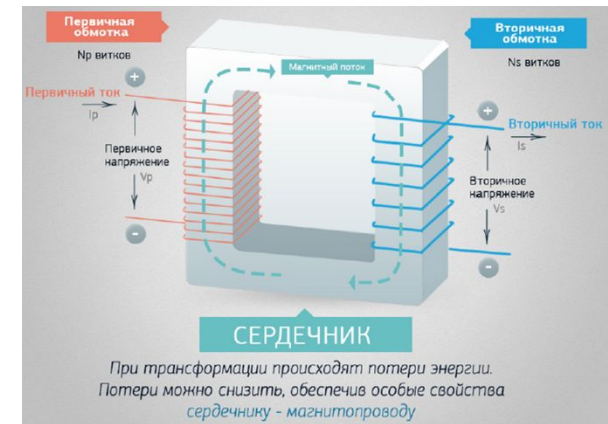 Первичная
обмотка
Np витков
+
Первичный ток
Ip
Первичное
напряжение
Vp
-
Магнитный поток
Вторичная
обмотка
Ns витков
+
Вторичный ток
Is
Вторичное
напряжение
Vs
-
СЕРДЕЧНИК
При трансформации происходят потери энергии.
Потери можно снизить, обеспечив особые свойства
сердечнику - магнитопроводу